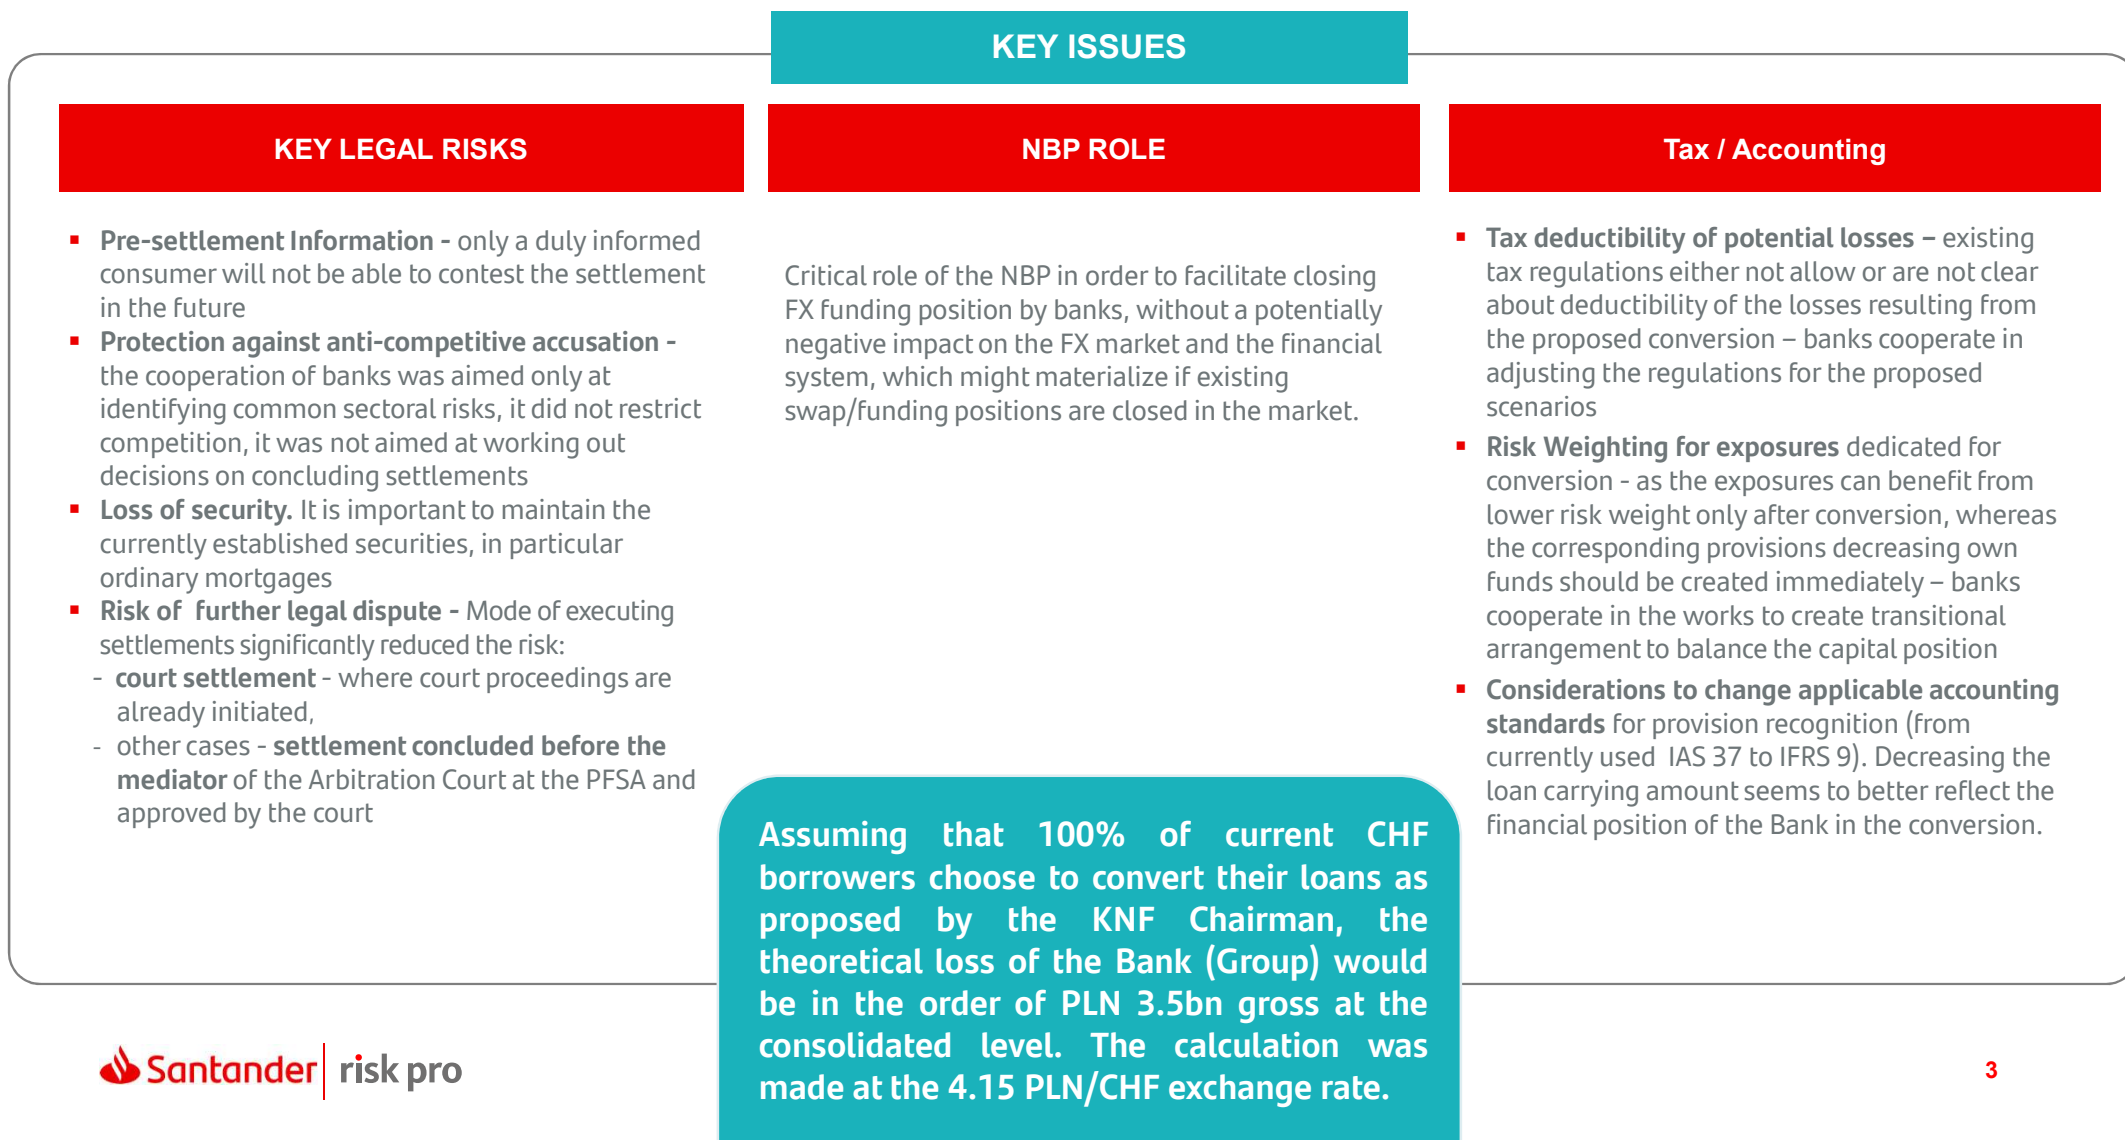 KEY ISSUES
KEY LEGAL RISKS
▪ Pre-settlement Information - only a duly informed
consumer will not be able to contest the settlement
in the future
▪ Protection against anti-competitive accusation -
the cooperation of banks was aimed only at
identifying common sectoral risks, it did not restrict
competition, it was not aimed at working out
decisions on concluding settlements
▪ Loss of security. It is important to maintain the
currently established securities, in particular
ordinary mortgages
▪ Risk of further legal dispute - Mode of executing
settlements significantly reduced the risk:
- court settlement - where court proceedings are
already initiated,
- other cases - settlement concluded before the
mediator of the Arbitration Court at the PFSA and
approved by the court
NBP ROLE
Critical role of the NBP in order to facilitate closing
FX funding position by banks, without a potentially
negative impact on the FX market and the financial
system, which might materialize if existing
swap/funding positions are closed in the market.
Tax / Accounting
▪ Tax deductibility of potential losses – existing
tax regulations either not allow or are not clear
about deductibility of the losses resulting from
the proposed conversion – banks cooperate in
adjusting the regulations for the proposed
scenarios
▪ Risk Weighting for exposures dedicated for
conversion - as the exposures can benefit from
lower risk weight only after conversion, whereas
the corresponding provisions decreasing own
funds should be created immediately – banks
cooperate in the works to create transitional
arrangement to balance the capital position
▪ Considerations to change applicable accounting
standards for provision recognition (from
currently used IAS 37 to IFRS 9). Decreasing the
loan carrying amount seems to better reflect the
financial position of the Bank in the conversion.
Assuming that 100% of current CHF
borrowers choose to convert their loans as
proposed by the KNF Chairman, the
theoretical loss of the Bank (Group) would
be in the order of PLN 3.5bn gross at the
consolidated level. The calculation was
made at the 4.15 PLN/CHF exchange rate.
Santander risk pro
3